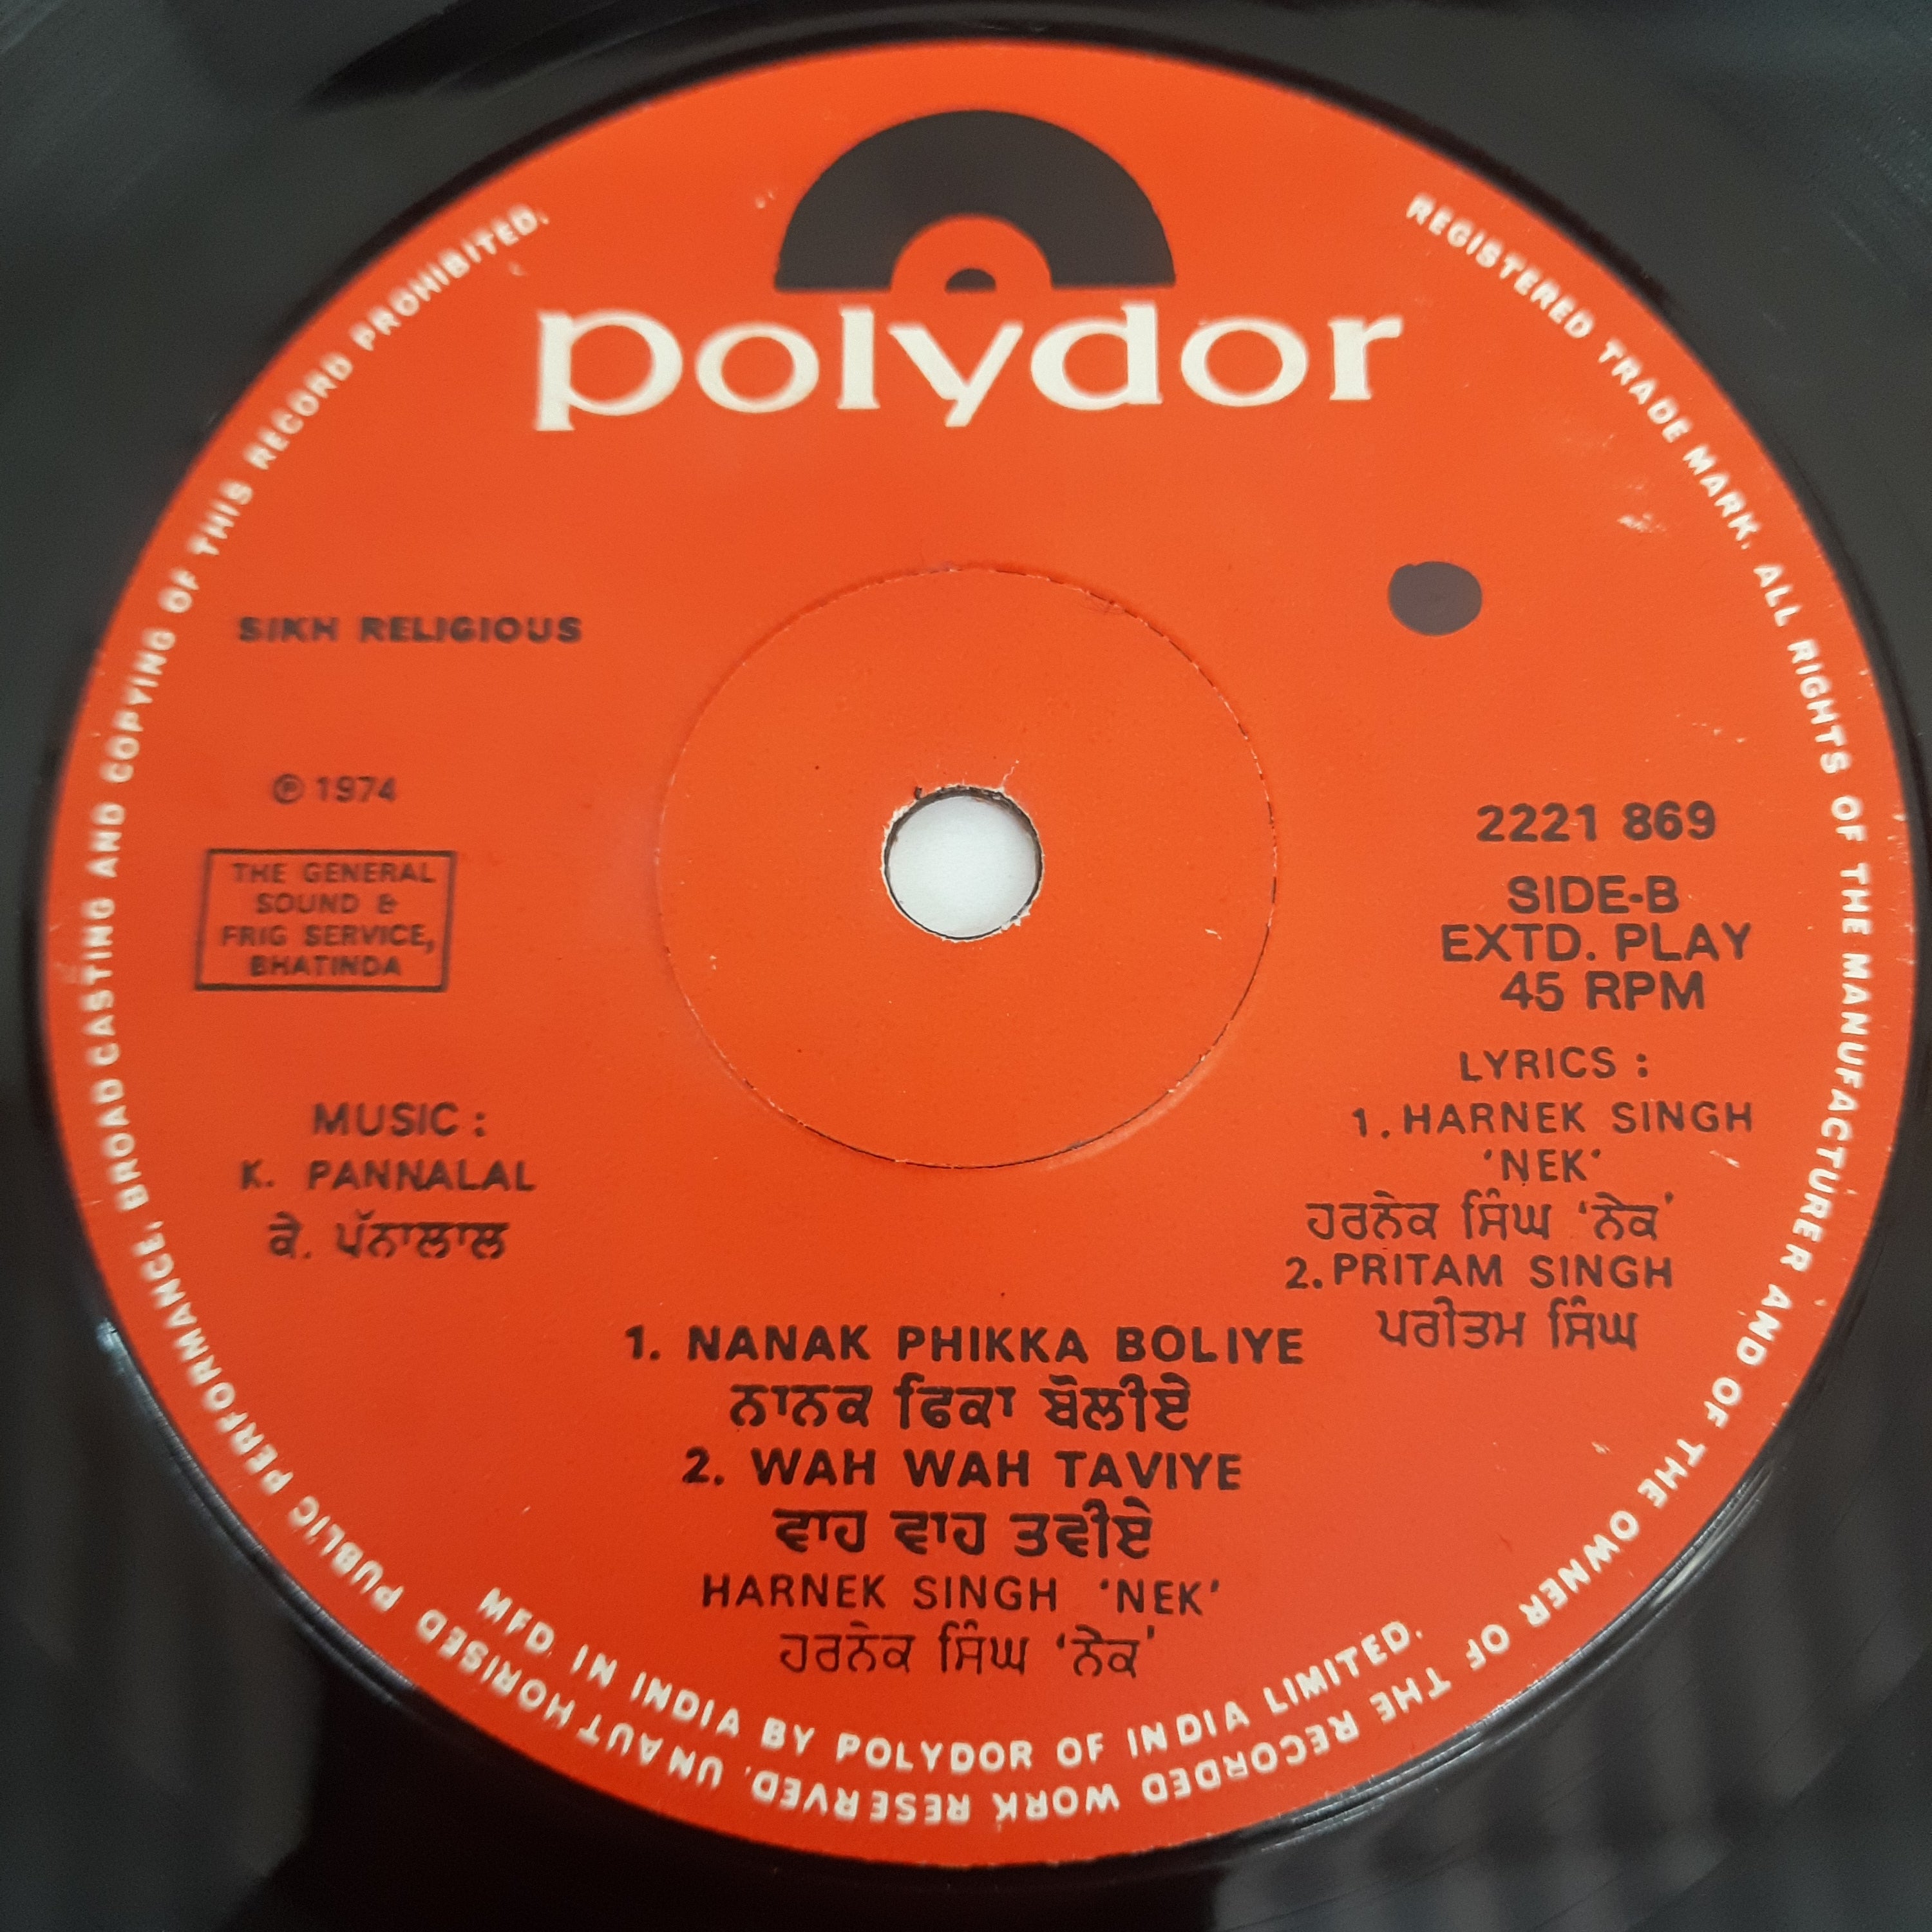 polydor
REGISTERED TRADE MARK. ALL RIGHTS OF THE MANUFACTURER AND OF THE OWNER OF THE RECORDED WORK RESERVED. UNAUTHORISED PUBLIC PERFORMANCE, BROADCASTING AND COPYING OF THIS RECORD PROHIBITED.
SIKH RELIGIOUS
℗ 1974
THE GENERAL
SOUND &
FRIG SERVICE,
BHATINDA
MUSIC :
K. PANNALAL
ਕੇ. ਪੰਨਾਲਾਲ
2221 869
SIDE-B
EXTD. PLAY
45 RPM
LYRICS :
1. HARNEK SINGH
'NEK'
ਹਰਨੇਕ ਸਿੰਘ 'ਨੇਕ'
2. PRITAM SINGH
ਪਰੀਤਮ ਸਿੰਘ
1. NANAK PHIKKA BOLIYE
ਨਾਨਕ ਫਿਕਾ ਬੋਲੀਏ
2. WAH WAH TAVIYE
ਵਾਹ ਵਾਹ ਤਵੀਏ
HARNEK SINGH 'NEK'
ਹਰਨੇਕ ਸਿੰਘ 'ਨੇਕ'
MFD. IN INDIA BY POLYDOR OF INDIA LIMITED.